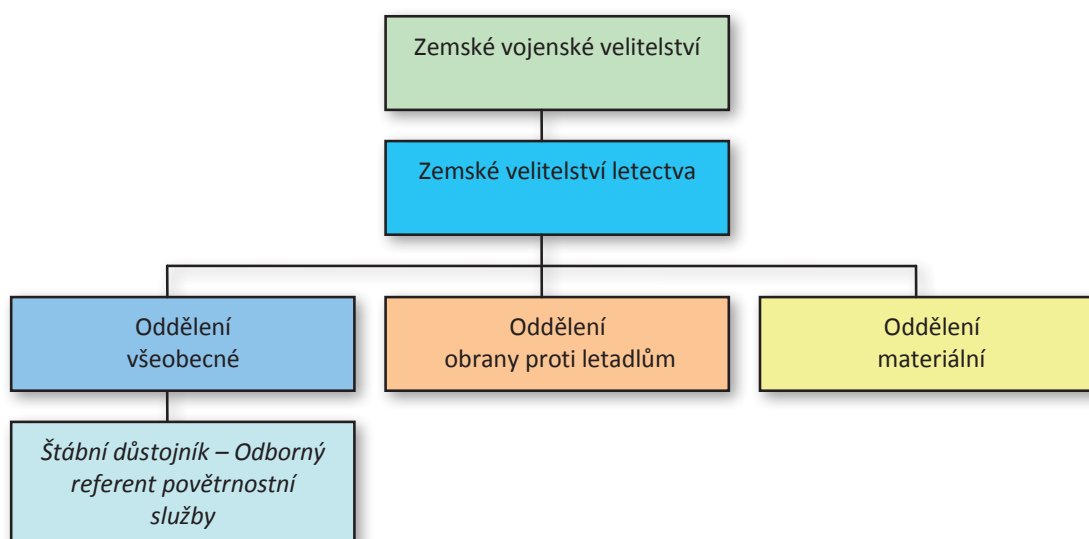 Zemské vojenské velitelství
Zemské velitelství letectva
Oddělení
všeobecné
Oddělení
obrany proti letadlům
Oddělení
materiální
Štábní důstojník – Odborný
referent povětrnostní
služby